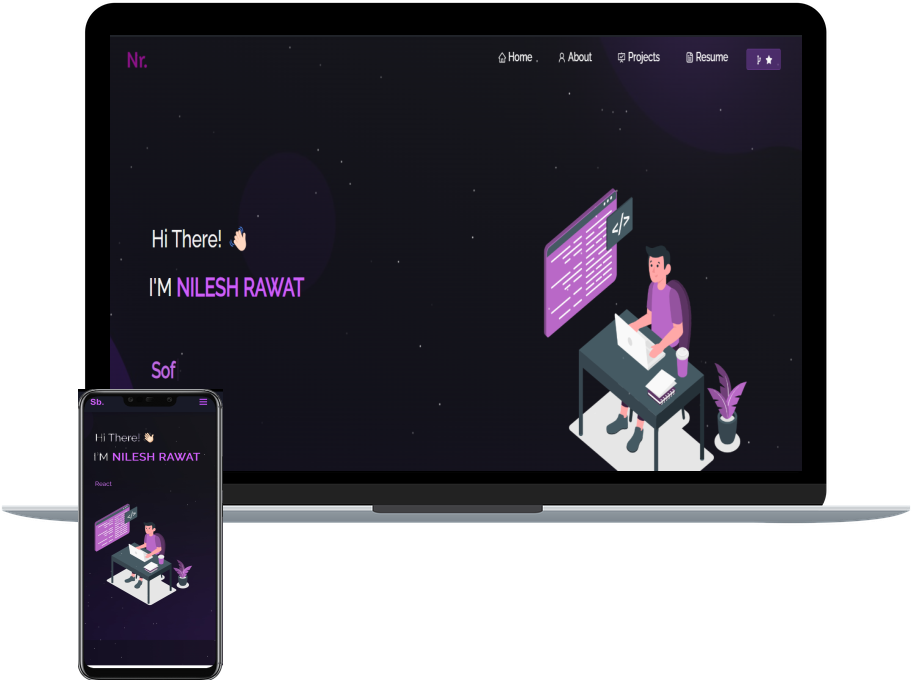 Nr.
Home
About
Projects
Resume
Hi There! 👋🏻
I'M NILESH RAWAT
Sof
</>
Sb.
Hi There! 👋🏻
I'M NILESH RAWAT
React
</>